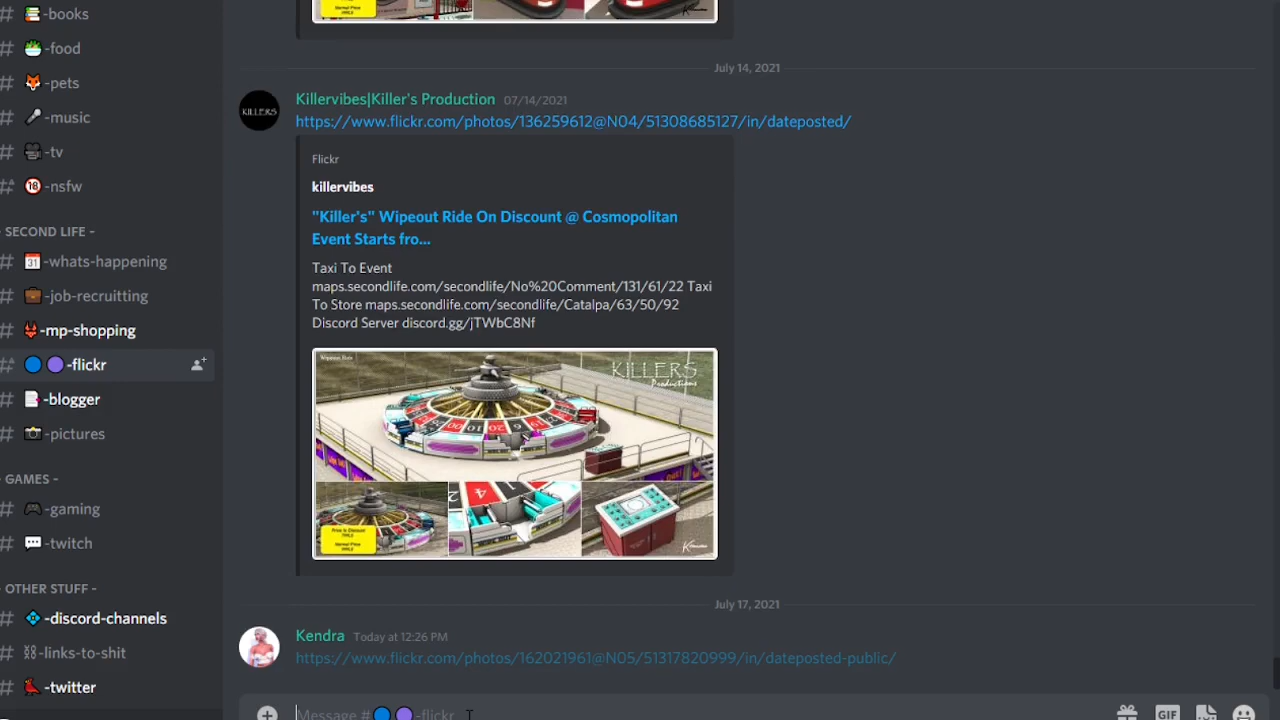 # -books
# -food
# -pets
# -music
# -tv
# -nsfw
SECOND LIFE -
# -whats-happening
# -job-recruitting
# -mp-shopping
# -flickr
# -blogger
# -pictures
GAMES -
# -gaming
# -twitch
OTHER STUFF -
# -discord-channels
# -links-to-shit
# -twitter
July 14, 2021
KILLERS
Killervibes|Killer's Production 07/14/2021
https://www.flickr.com/photos/136259612@N04/51308685127/in/dateposted/
Flickr
killervibes
"Killer's" Wipeout Ride On Discount @ Cosmopolitan
Event Starts fro...
Taxi To Event
maps.secondlife.com/secondlife/No%20Comment/131/61/22 Taxi
To Store maps.secondlife.com/secondlife/Catalpa/63/50/92
Discord Server discord.gg/jTWbC8Nf
KILLERS
Productions
July 17, 2021
Kendra Today at 12:26 PM
https://www.flickr.com/photos/162021961@N05/51317820999/in/dateposted-public/
Message # -flickr
GIF